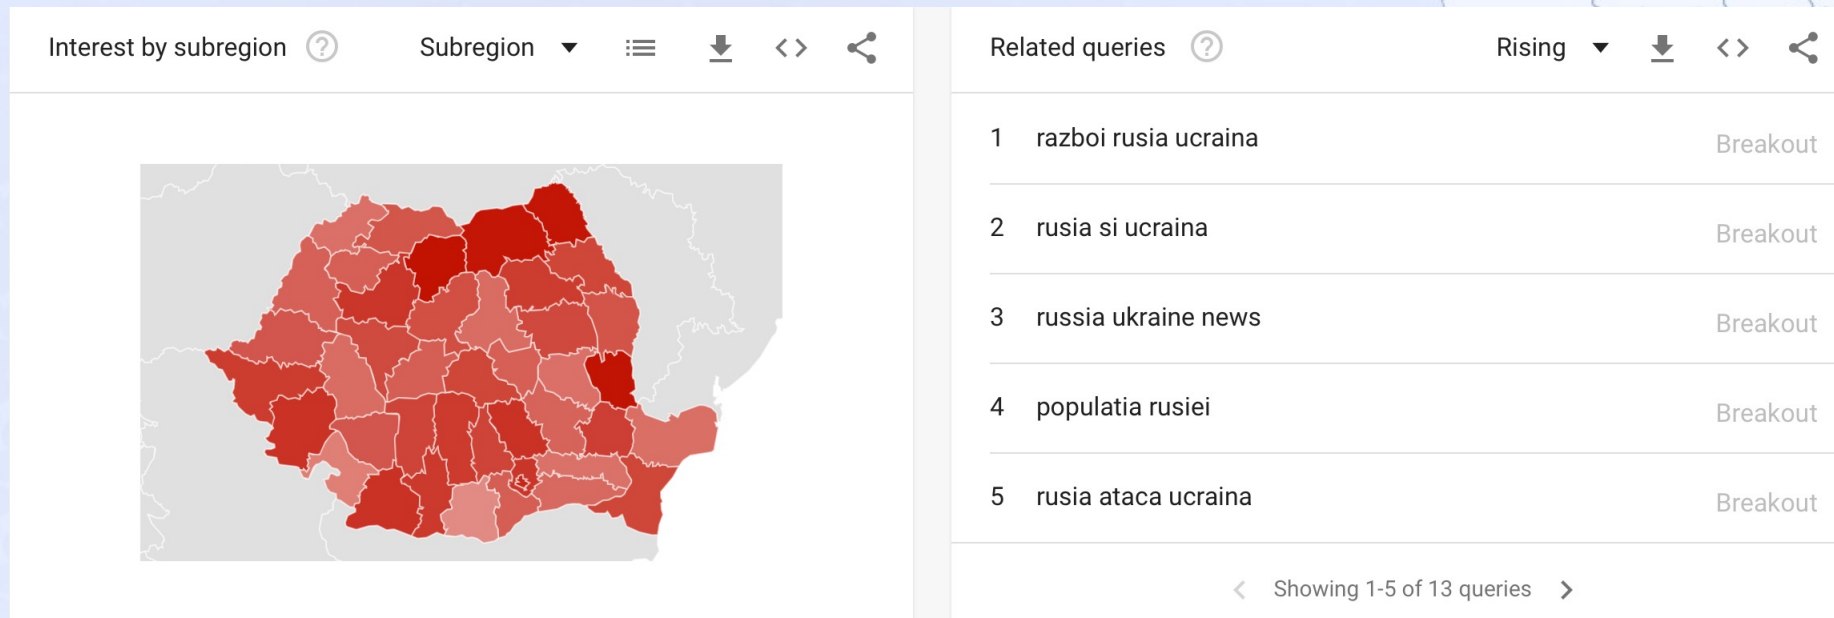 Interest by subregion
Subregion
Related queries
Rising
1 razboi rusia ucraina Breakout
2 rusia si ucraina Breakout
3 russia ukraine news Breakout
4 populatia rusiei Breakout
5 rusia ataca ucraina Breakout
Showing 1-5 of 13 queries